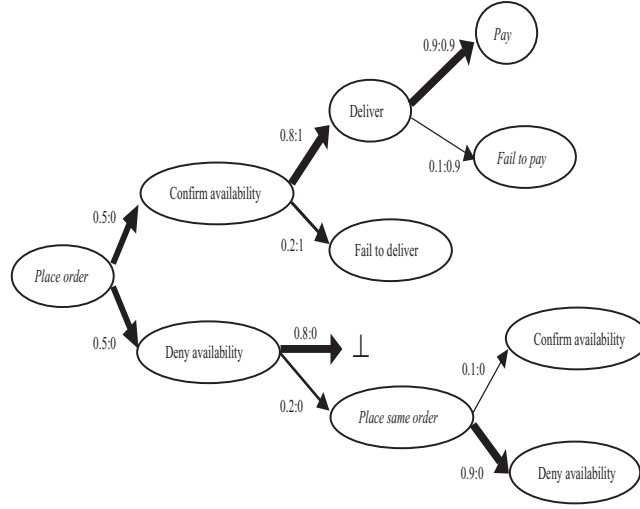 Pay
0.9:0.9
Deliver
0.8:1
Fail to pay
0.1:0.9
Confirm availability
0.5:0
0.2:1
Fail to deliver
Place order
0.5:0
Deny availability
0.8:0
⊥
Confirm availability
0.1:0
0.2:0
Place same order
0.9:0
Deny availability